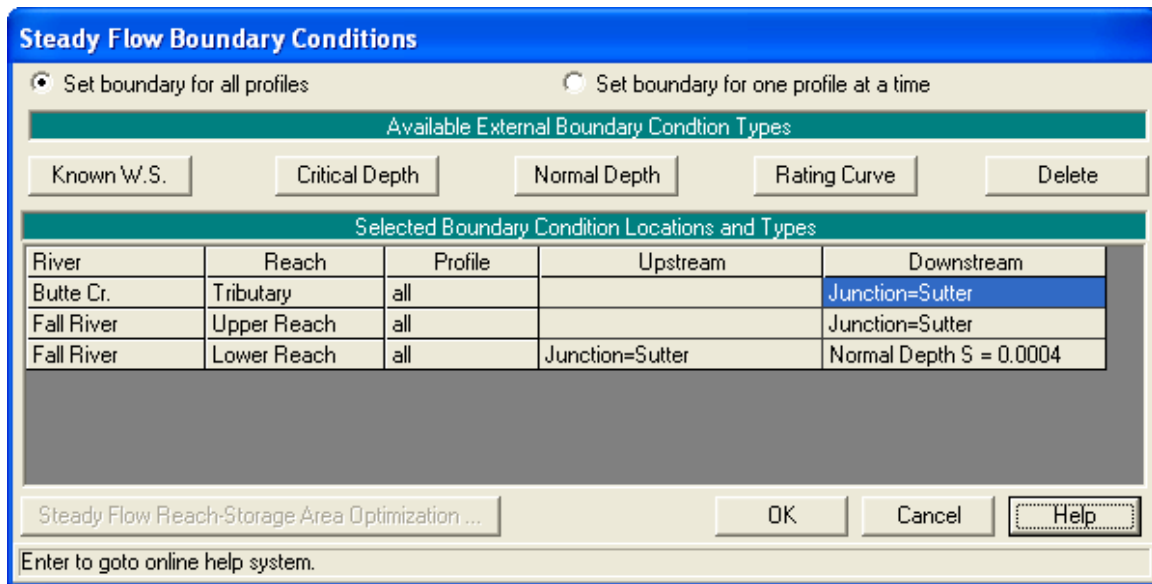 Steady Flow Boundary Conditions
Set boundary for all profiles Set boundary for one profile at a time
Available External Boundary Condtion Types
Known W.S. Critical Depth Normal Depth Rating Curve Delete
Selected Boundary Condition Locations and Types
River Reach Profile Upstream Downstream
Butte Cr. Tributary all Junction=Sutter
Fall River Upper Reach all Junction=Sutter
Fall River Lower Reach all Junction=Sutter Normal Depth S = 0.0004
Steady Flow Reach-Storage Area Optimization ... OK Cancel Help
Enter to goto online help system.